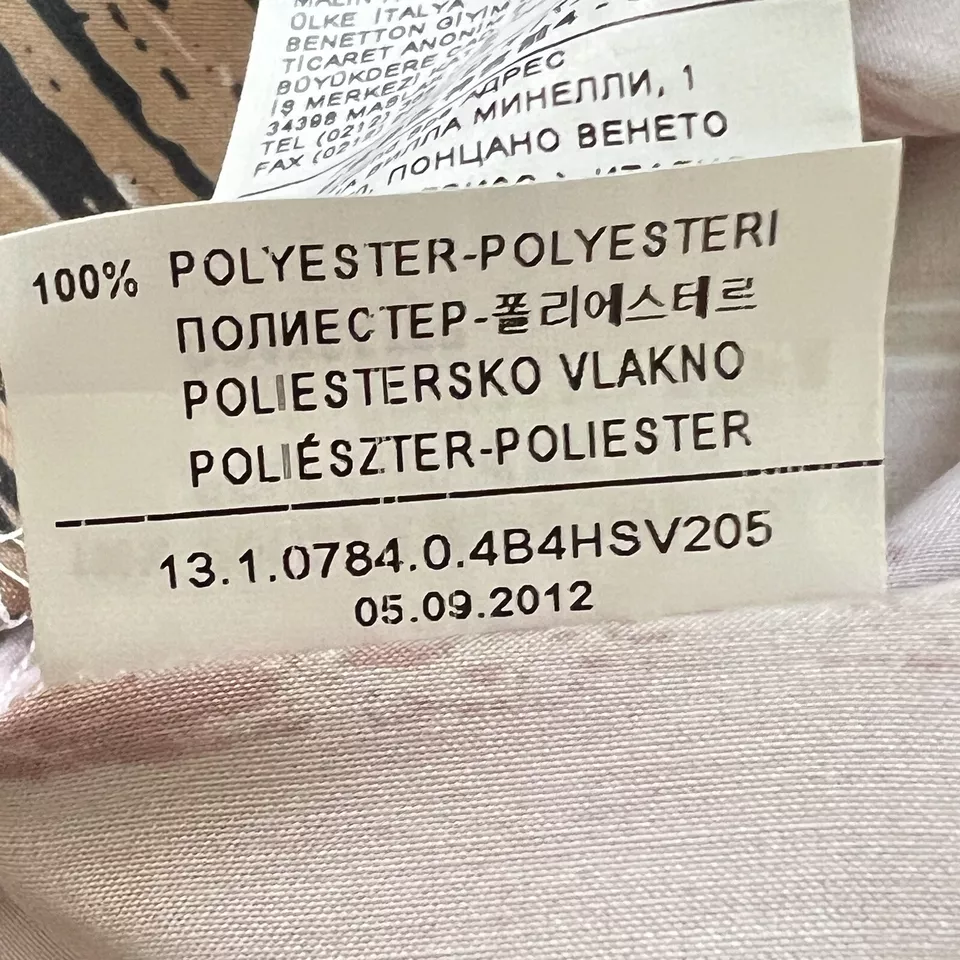 ÜLKE İTALYA
BENETTON GİYİM
TİCARET ANONİM
BÜYÜKDERE
İŞ MERKEZİ
34398
TEL (0212)
FAX (0212)
АДРЕС
МИНЕЛЛИ, 1
ПОНЦАНО ВЕНЕТО
100% POLYESTER-POLYESTERI
ПОЛИЕСТЕР-폴리에스테르
POLIESTERSKO VLAKNO
POLIÉSZTER-POLIESTER
13.1.0784.0.4B4HSV205
05.09.2012